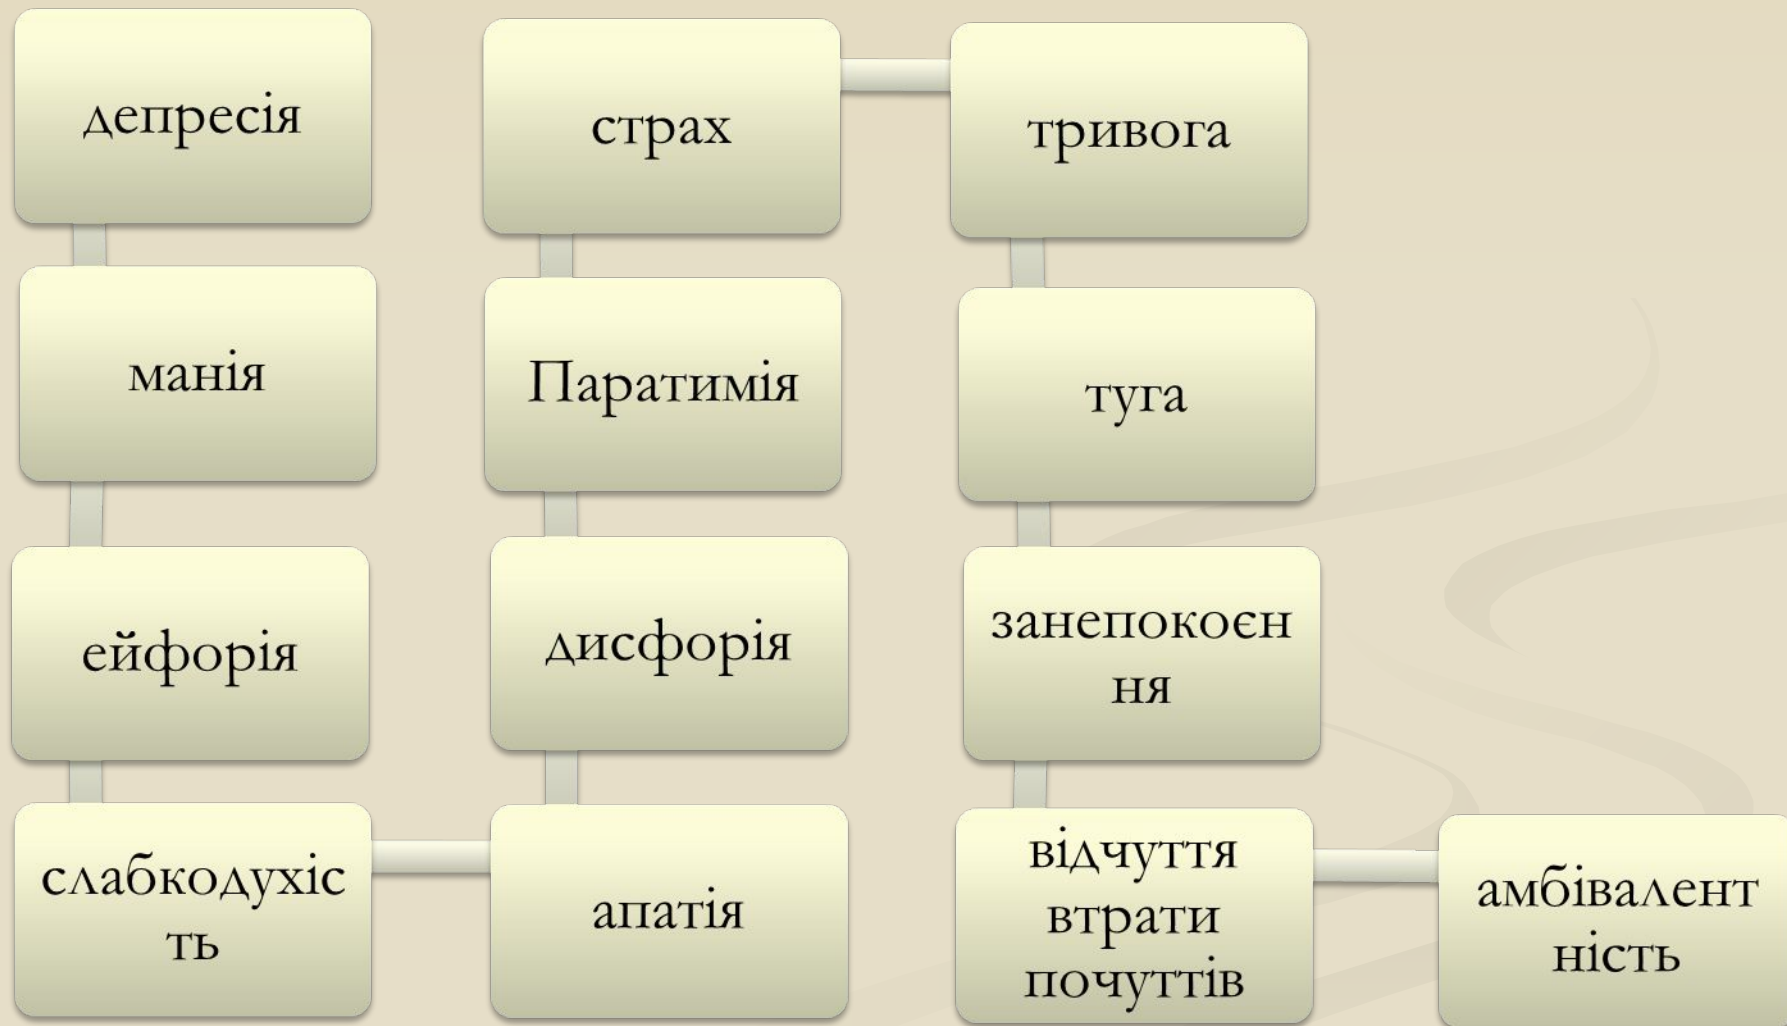 депресія
манія
ейфорія
слабкодухіс
ть
апатія
дисфорія
Паратимія
страх
тривога
туга
занепокоєн
ня
відчуття
втрати
почуттів
амбівалент
ність